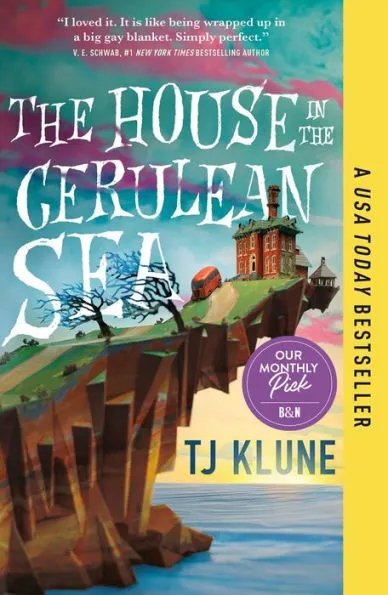 “I loved it. It is like being wrapped up in
a big gay blanket. Simply perfect.”
V. E. SCHWAB, #1 NEW YORK TIMES BESTSELLING AUTHOR
THE HOUSE IN THE
CERULEAN
SEA
A USA TODAY BESTSELLER
OUR
MONTHLY
Pick
B&N
TJ KLUNE